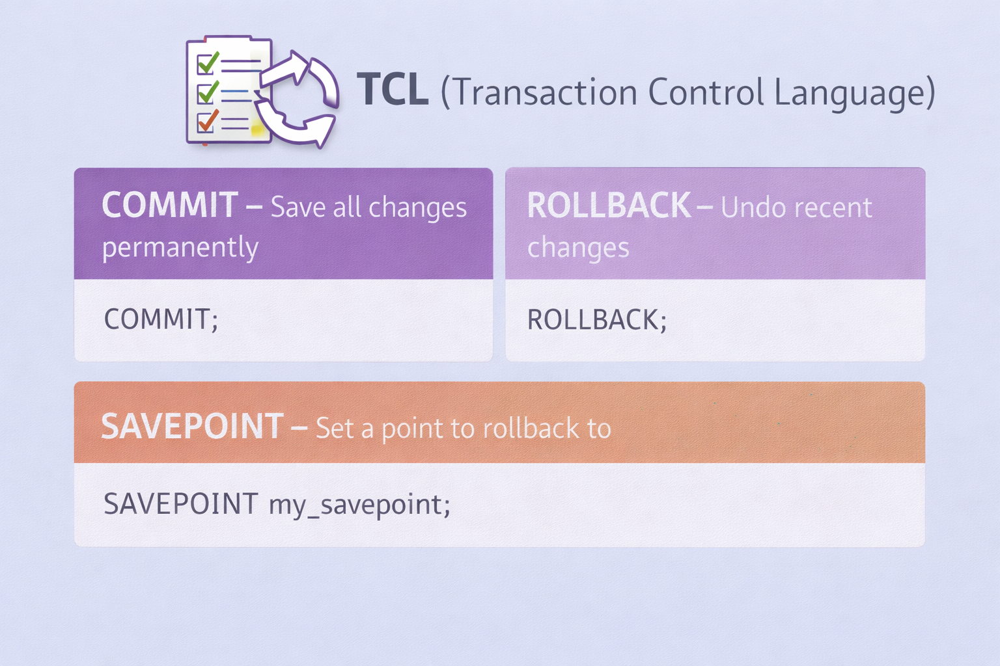 TCL (Transaction Control Language)
COMMIT – Save all changes
permanently
COMMIT;
ROLLBACK – Undo recent
changes
ROLLBACK;
SAVEPOINT – Set a point to rollback to
SAVEPOINT my_savepoint;